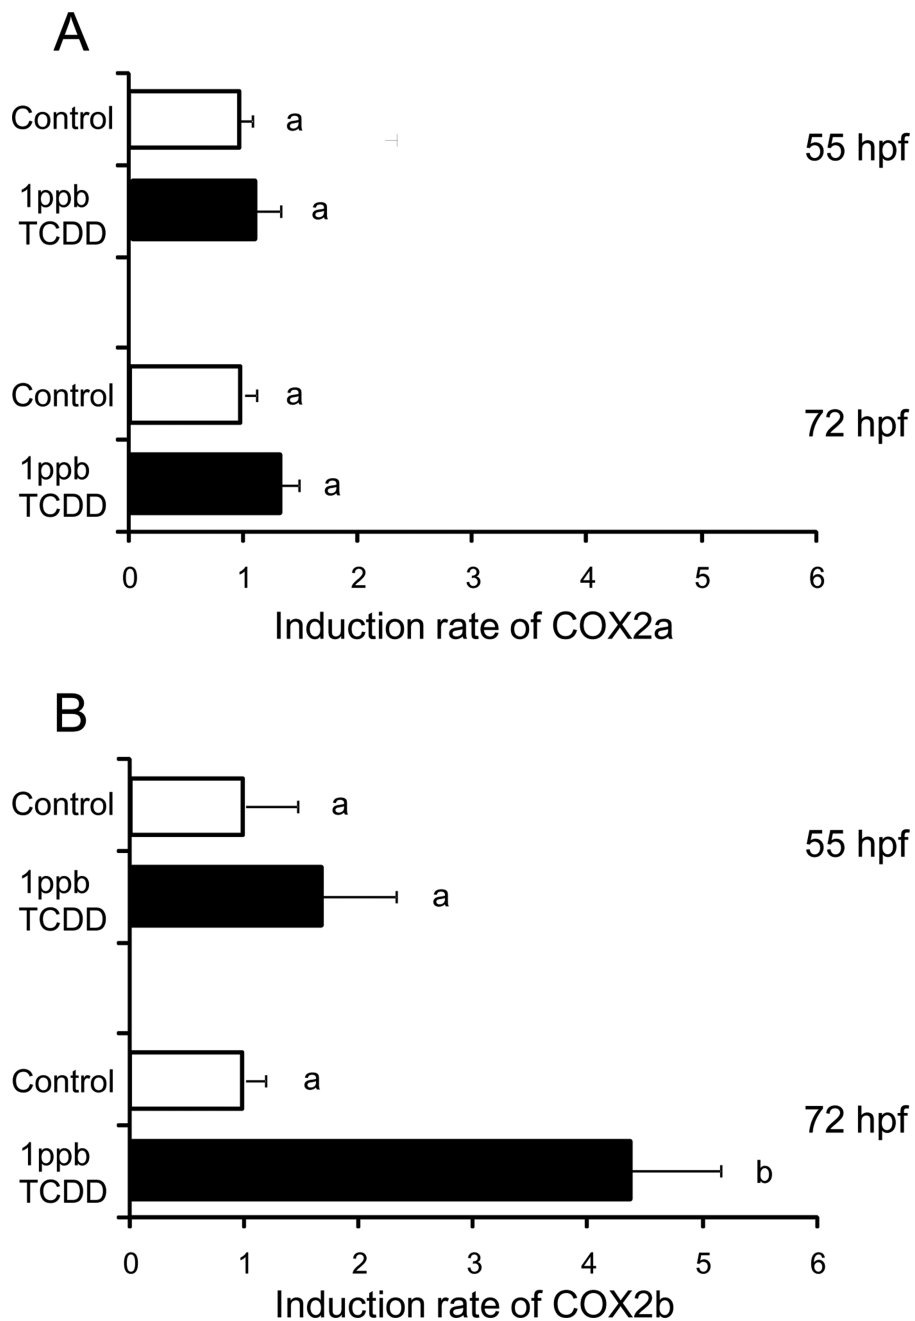 A
Control
a
55 hpf
1ppb
TCDD
a
Control
a
72 hpf
1ppb
TCDD
a
0 1 2 3 4 5 6
Induction rate of COX2a
B
Control
a
55 hpf
1ppb
TCDD
a
Control
a
72 hpf
1ppb
TCDD
b
0 1 2 3 4 5 6
Induction rate of COX2b